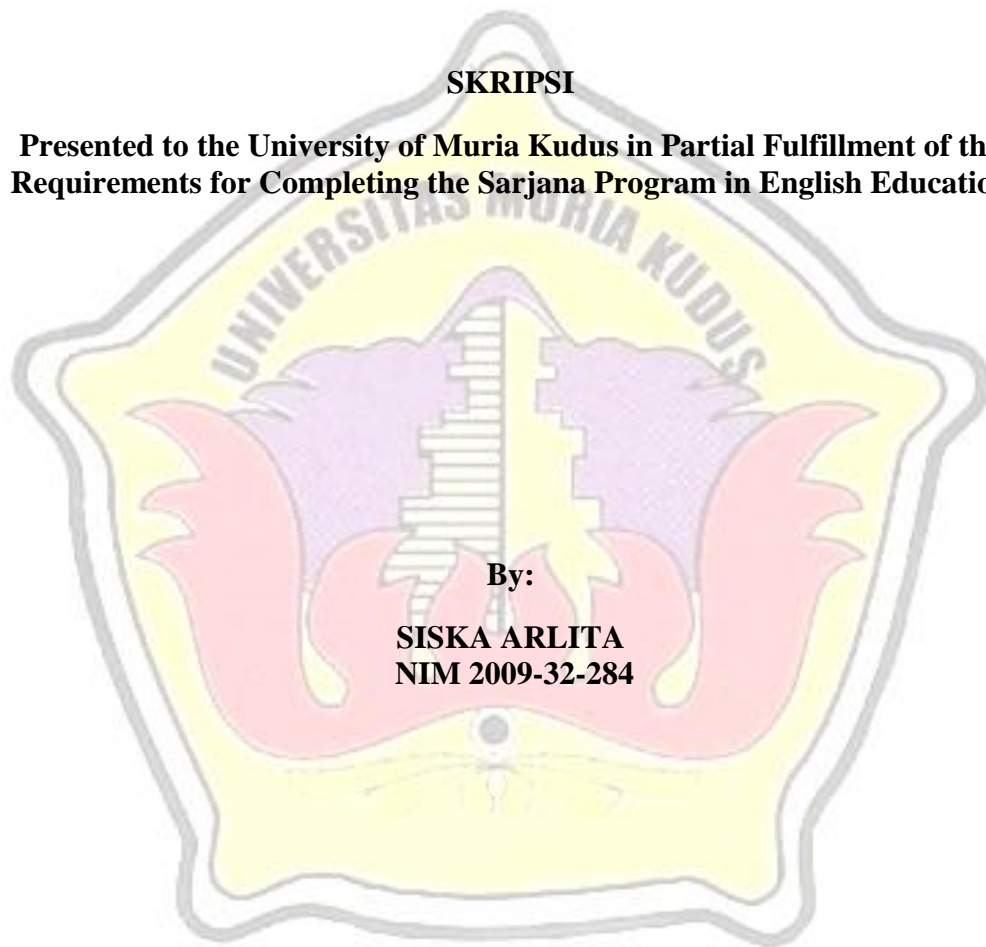 SKRIPSI
Presented to the University of Muria Kudus in Partial Fulfillment of th
Requirements for Completing the Sarjana Program in English Educatio
UNIVERSITAS MURIA KUDUS
By:
SISKA ARLITA
NIM 2009-32-284